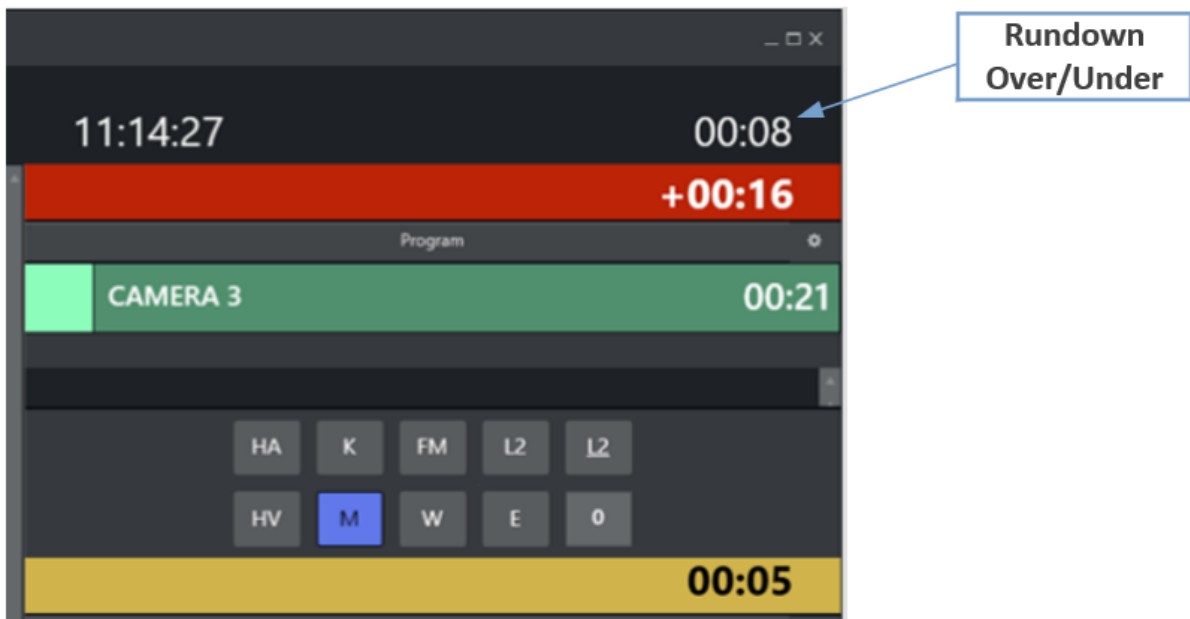 Rundown
Over/Under
11:14:27 00:08
+00:16
Program
CAMERA 3 00:21
HA K FM L2 L2
HV M W E 0
00:05